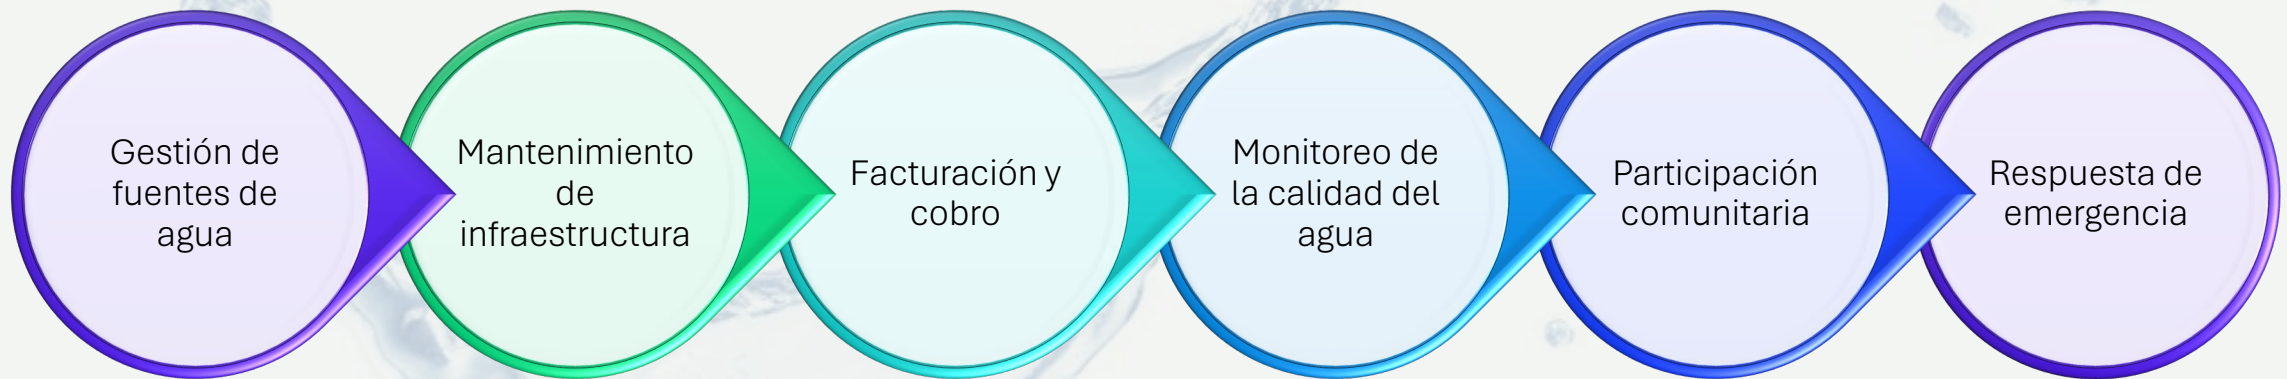 Gestión de
fuentes de
agua
Mantenimiento
de
infraestructura
Facturación y
cobro
Monitoreo de
la calidad del
agua
Participación
comunitaria
Respuesta de
emergencia